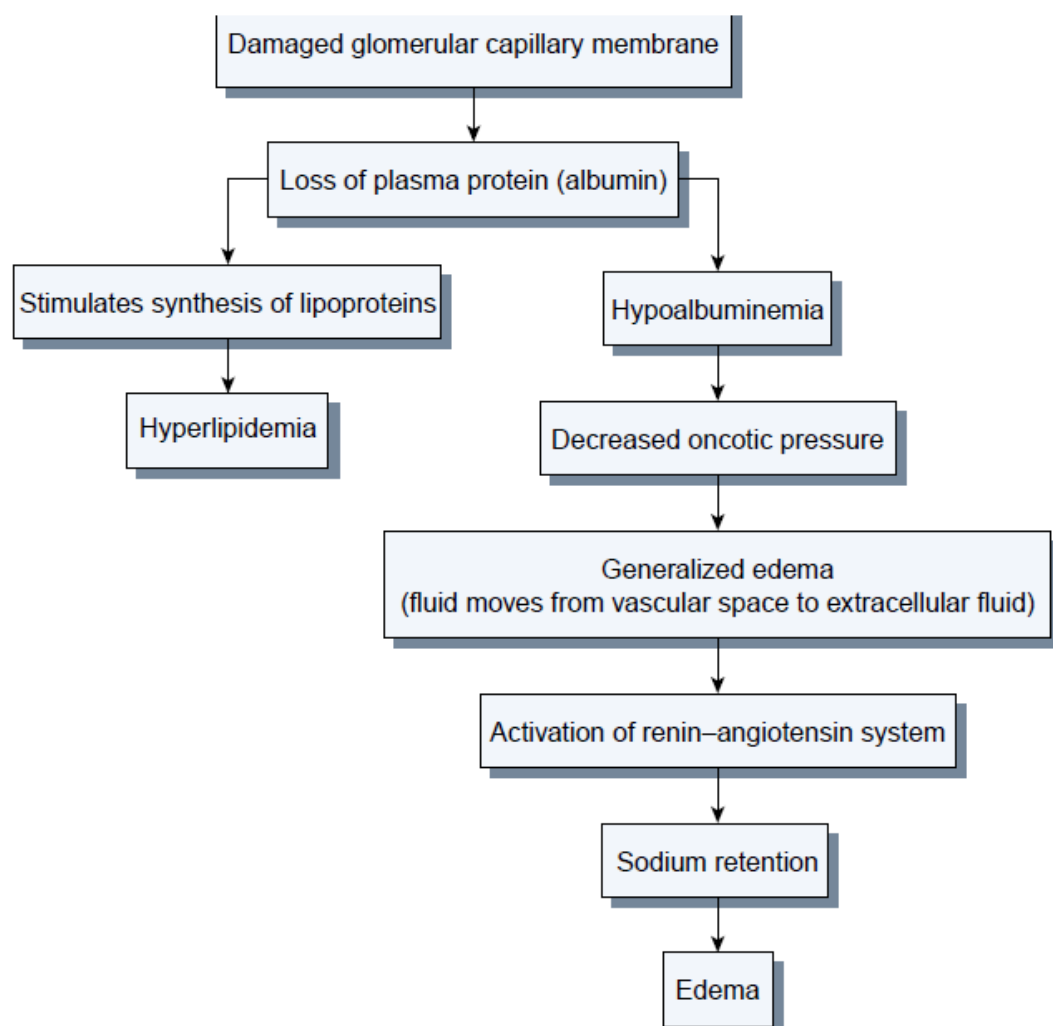 Damaged glomerular capillary membrane
Loss of plasma protein (albumin)
Stimulates synthesis of lipoproteins
Hypoalbuminemia
Hyperlipidemia
Decreased oncotic pressure
Generalized edema
(fluid moves from vascular space to extracellular fluid)
Activation of renin–angiotensin system
Sodium retention
Edema